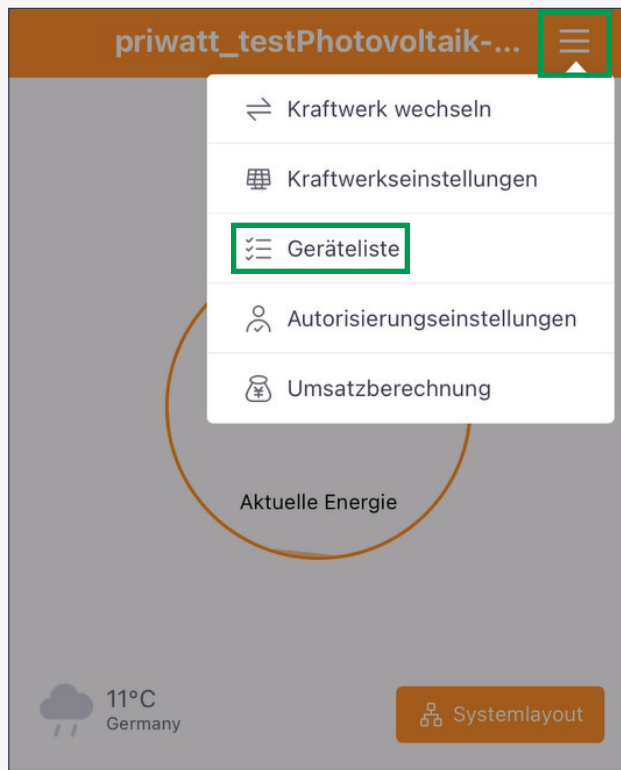 priwatt_testPhotovoltaik-...
Kraftwerk wechseln
Kraftwerkseinstellungen
Geräteliste
Autorisierungseinstellungen
Umsatzberechnung
Aktuelle Energie
11°C
Germany
Systemlayout